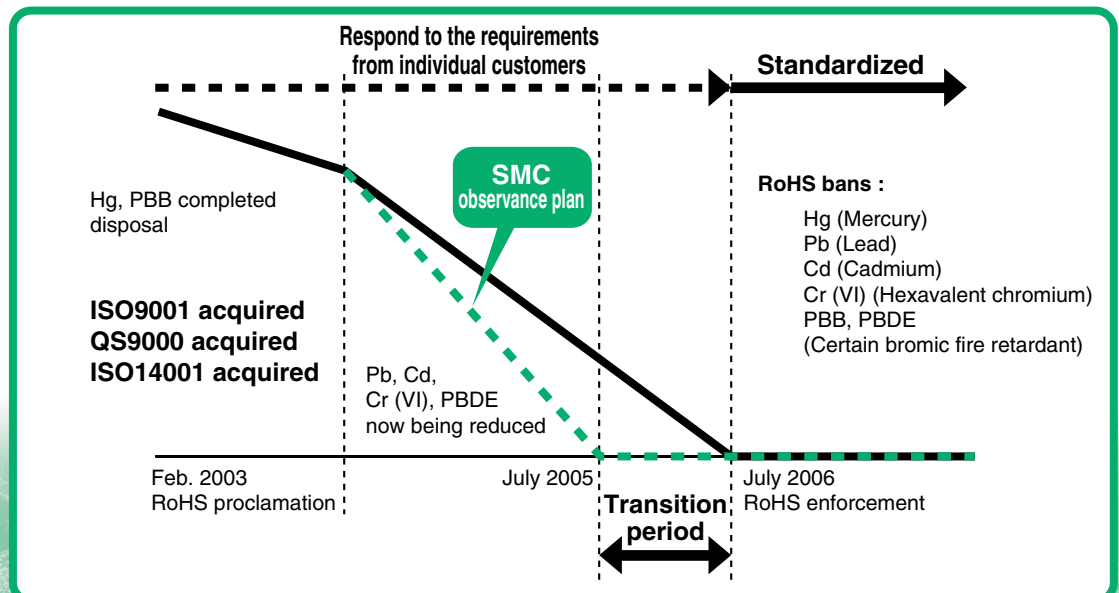 Respond to the requirements
from individual customers
Standardized
SMC
observance plan
Hg, PBB completed
disposal
RoHS bans :
Hg (Mercury)
Pb (Lead)
Cd (Cadmium)
Cr (VI) (Hexavalent chromium)
PBB, PBDE
(Certain bromic fire retardant)
ISO9001 acquired
QS9000 acquired
ISO14001 acquired
Pb, Cd,
Cr (VI), PBDE
now being reduced
Feb. 2003
RoHS proclamation
July 2005
July 2006
RoHS enforcement
Transition
period